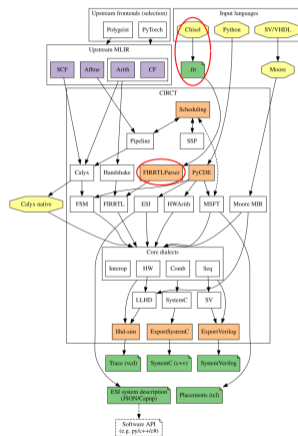 Upstream frontends (selection)
Polygeist
PyTorch
Input languages
Chisel
Python
SV/VHDL
Upstream MLIR
SCF
Affine
Arith
CF
.fir
Moore
CIRCT
Scheduling
Pipeline
SSP
Calyx
Handshake
FIRRTLParser
PyCDE
Calyx native
FSM
FIRRTL
ESI
HWArith
MSFT
Moore MIR
Core dialects
Interop
HW
Comb
Seq
LLHD
SystemC
SV
llhd-sim
ExportSystemC
ExportVerilog
Trace (vcd)
SystemC (c++)
SystemVerilog
ESI system description
(JSON/Capnp)
Placements (tcl)
Software API
(e.g. py/c++/c#)